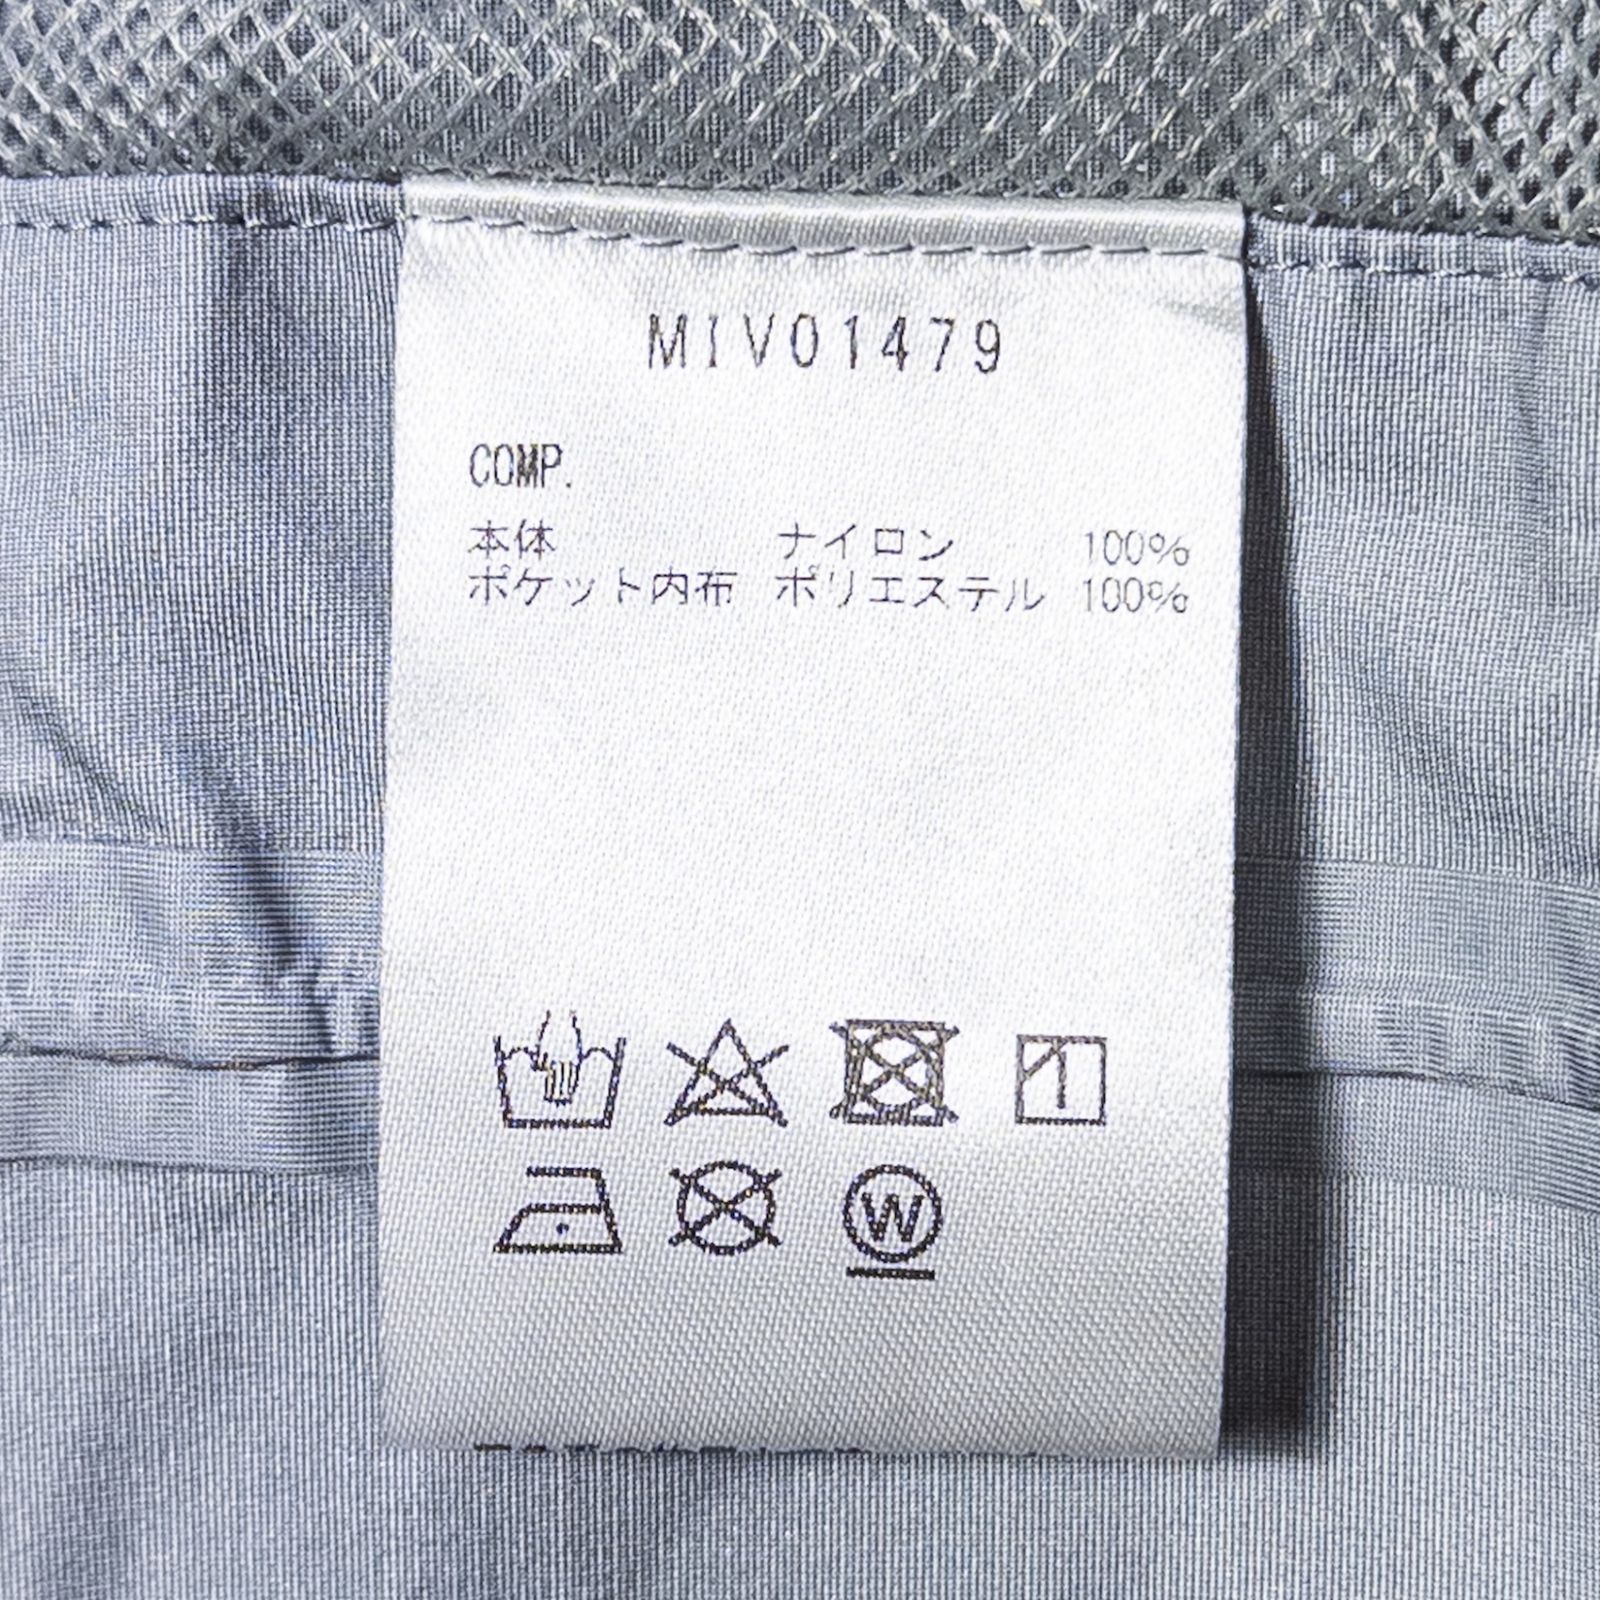 MIV01479
COMP.
本体 ナイロン 100%
ポケット内布 ポリエステル 100%
W